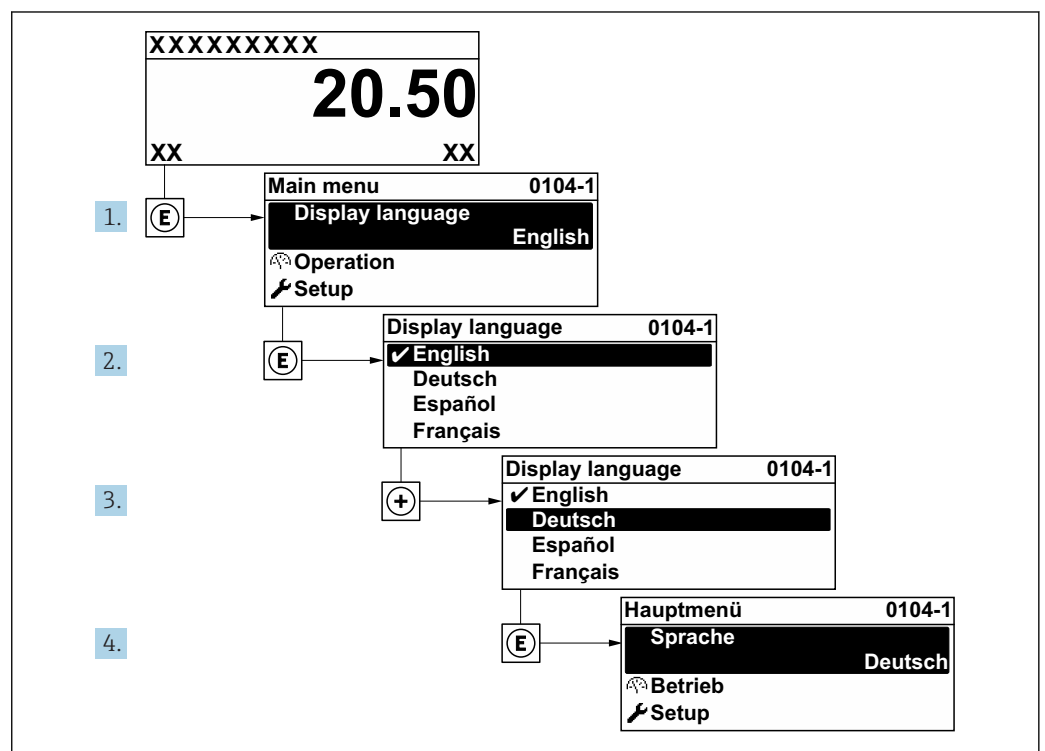 XXXXXXXXX
20.50
XX XX
1.
E
Main menu 0104-1
Display language
English
Operation
Setup
2.
E
Display language 0104-1
✔English
Deutsch
Español
Français
3.
+
Display language 0104-1
✔English
Deutsch
Español
Français
4.
E
Hauptmenü 0104-1
Sprache
Deutsch
Betrieb
Setup